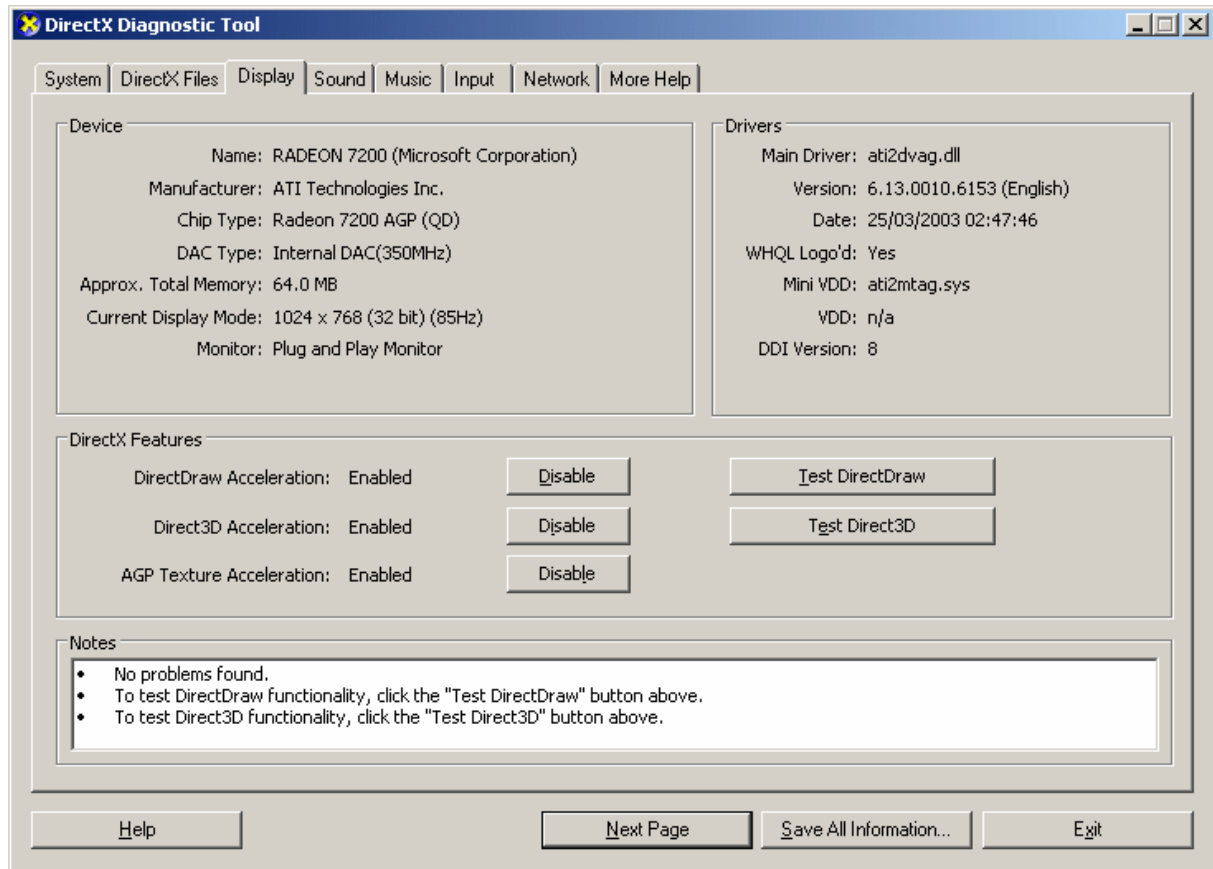 DirectX Diagnostic Tool
System DirectX Files Display Sound Music Input Network More Help
Device
Name: RADEON 7200 (Microsoft Corporation)
Manufacturer: ATI Technologies Inc.
Chip Type: Radeon 7200 AGP (QD)
DAC Type: Internal DAC(350MHz)
Approx. Total Memory: 64.0 MB
Current Display Mode: 1024 x 768 (32 bit) (85Hz)
Monitor: Plug and Play Monitor
Drivers
Main Driver: ati2dvag.dll
Version: 6.13.0010.6153 (English)
Date: 25/03/2003 02:47:46
WHQL Logo'd: Yes
Mini VDD: ati2mtag.sys
VDD: n/a
DDI Version: 8
DirectX Features
DirectDraw Acceleration: Enabled Disable Test DirectDraw
Direct3D Acceleration: Enabled Disable Test Direct3D
AGP Texture Acceleration: Enabled Disable
Notes
• No problems found.
• To test DirectDraw functionality, click the "Test DirectDraw" button above.
• To test Direct3D functionality, click the "Test Direct3D" button above.
Help Next Page Save All Information... Exit